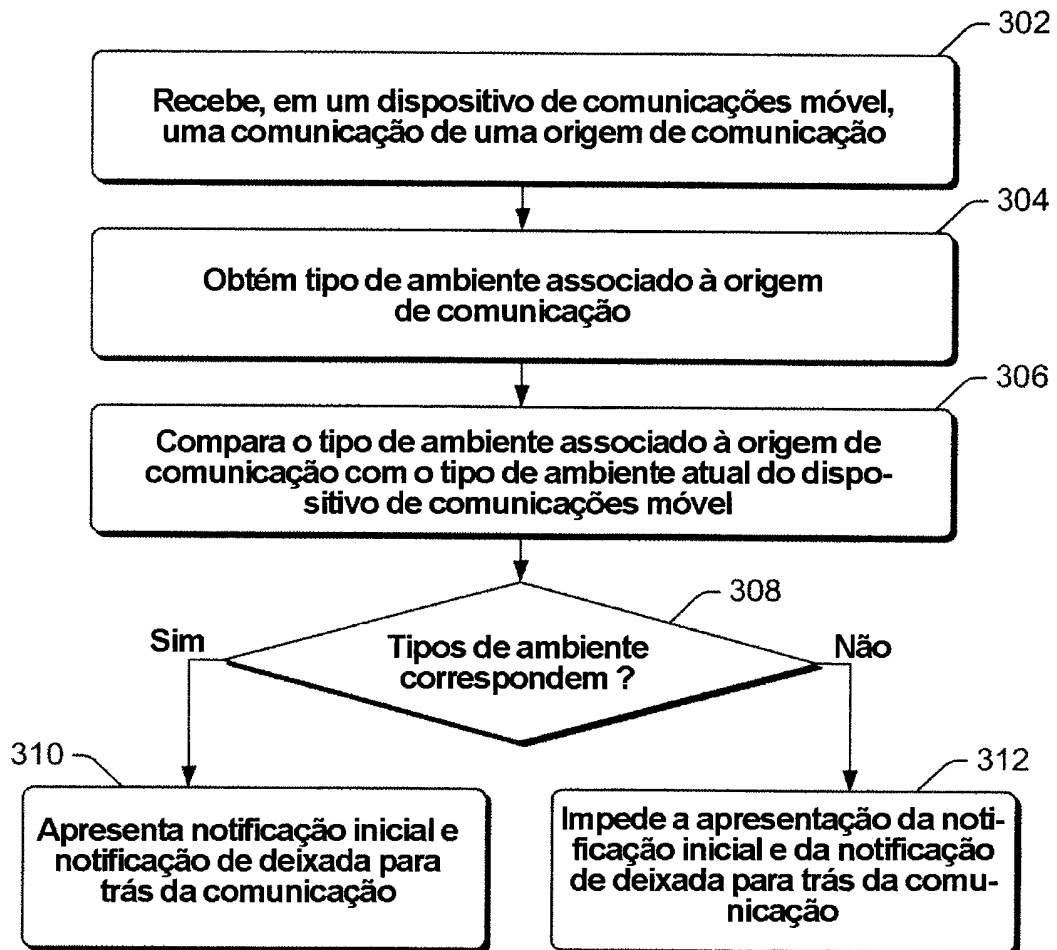 302
Recebe, em um dispositivo de comunicações móvel,
uma comunicação de uma origem de comunicação
304
Obtém tipo de ambiente associado à origem
de comunicação
306
Compara o tipo de ambiente associado à origem de
comunicação com o tipo de ambiente atual do dispo-
sitivo de comunicações móvel
308
Sim
Tipos de ambiente
correspondem ?
Não
310
Apresenta notificação inicial e
notificação de deixada para
trás da comunicação
312
Impede a apresentação da noti-
ficação inicial e da notificação
de deixada para trás da comu-
nicação